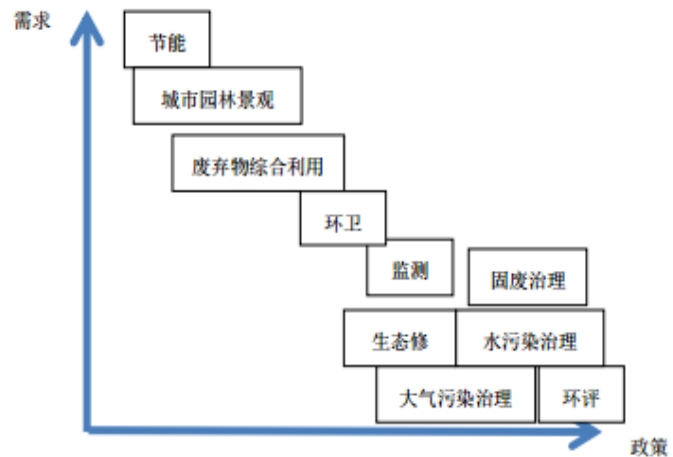 需求
节能
城市园林景观
废弃物综合利用
环卫
监测
固废治理
生态修
水污染治理
大气污染治理
环评
政策